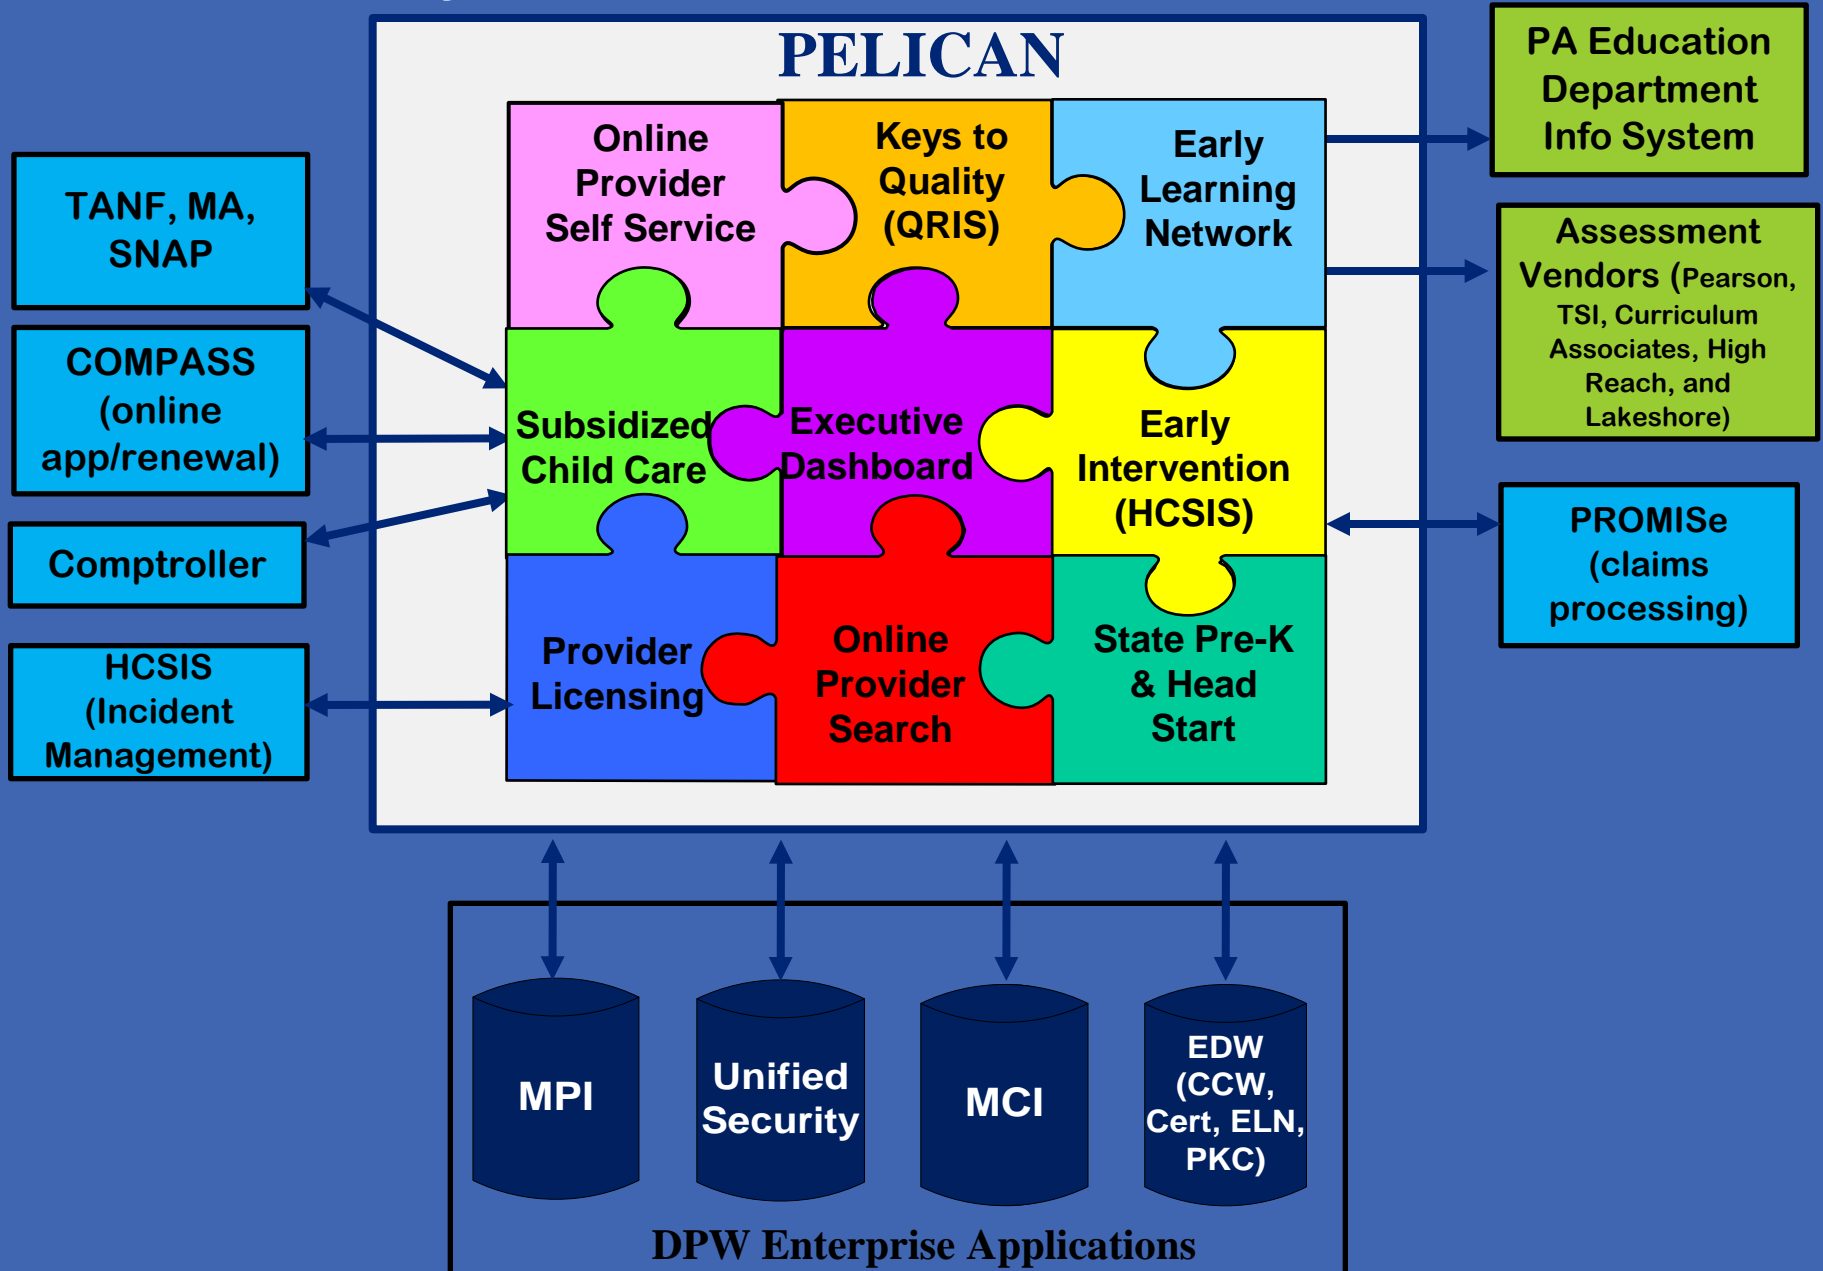 PELICAN
Online
Provider
Self Service
Keys to
Quality
(QRIS)
Early
Learning
Network
Subsidized
Child Care
Executive
Dashboard
Early
Intervention
(HCSIS)
Provider
Licensing
Online
Provider
Search
State Pre-K
& Head
Start
TANF, MA,
SNAP
COMPASS
(online
app/renewal)
Comptroller
HCSIS
(Incident
Management)
PA Education
Department
Info System
Assessment
Vendors (Pearson,
TSI, Curriculum
Associates, High
Reach, and
Lakeshore)
PROMISe
(claims
processing)
MPI
Unified
Security
MCI
EDW
(CCW,
Cert, ELN,
PKC)
DPW Enterprise Applications